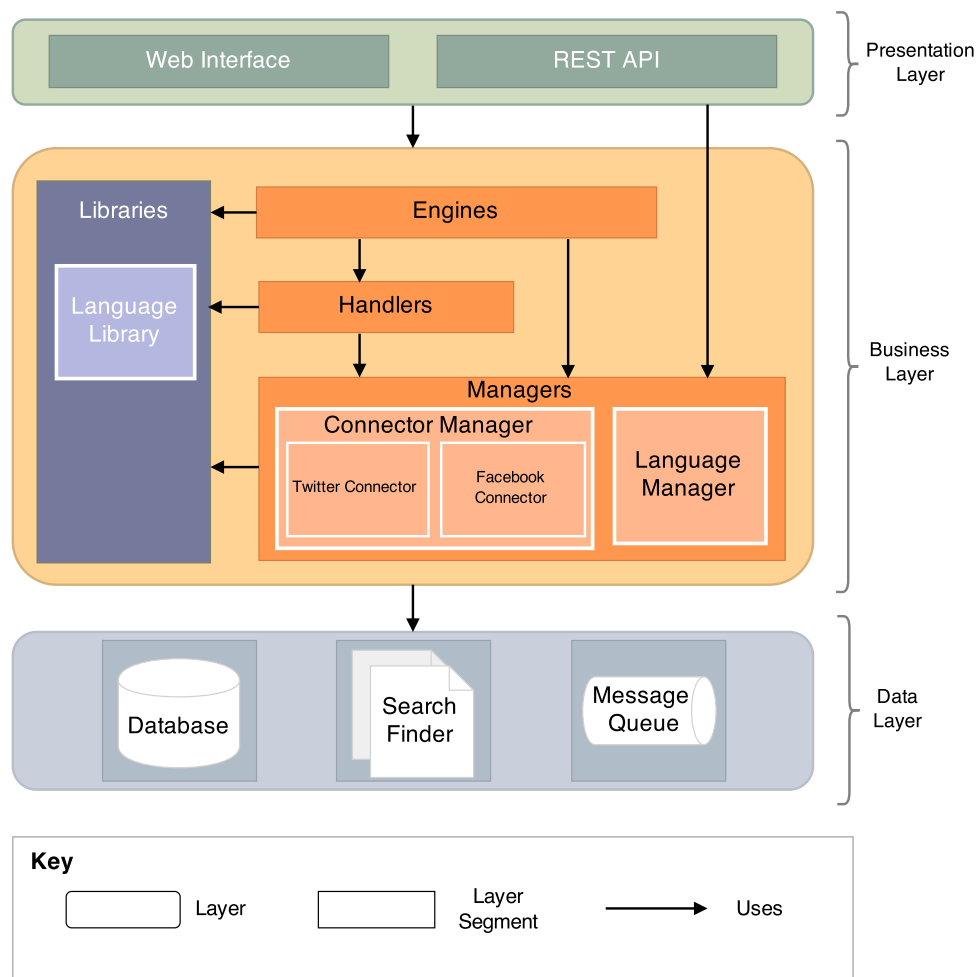 Web Interface
REST API
Presentation
Layer
Libraries
Engines
Language
Library
Handlers
Business
Layer
Managers
Connector Manager
Twitter Connector
Facebook
Connector
Language
Manager
Database
Search
Finder
Message
Queue
Data
Layer
Key
Layer
Layer
Segment
Uses